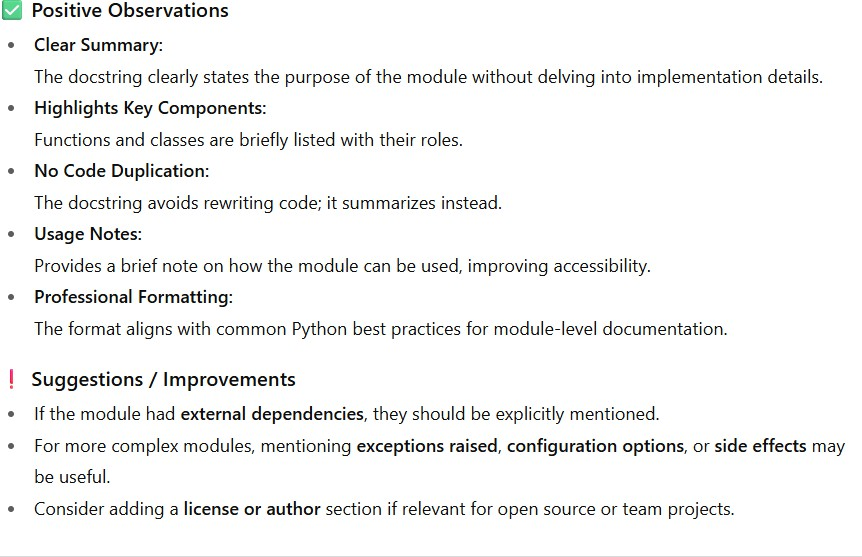 ✅ Positive Observations
• Clear Summary:
The docstring clearly states the purpose of the module without delving into implementation details.
• Highlights Key Components:
Functions and classes are briefly listed with their roles.
• No Code Duplication:
The docstring avoids rewriting code; it summarizes instead.
• Usage Notes:
Provides a brief note on how the module can be used, improving accessibility.
• Professional Formatting:
The format aligns with common Python best practices for module-level documentation.
❗ Suggestions / Improvements
• If the module had external dependencies, they should be explicitly mentioned.
• For more complex modules, mentioning exceptions raised, configuration options, or side effects may
be useful.
• Consider adding a license or author section if relevant for open source or team projects.